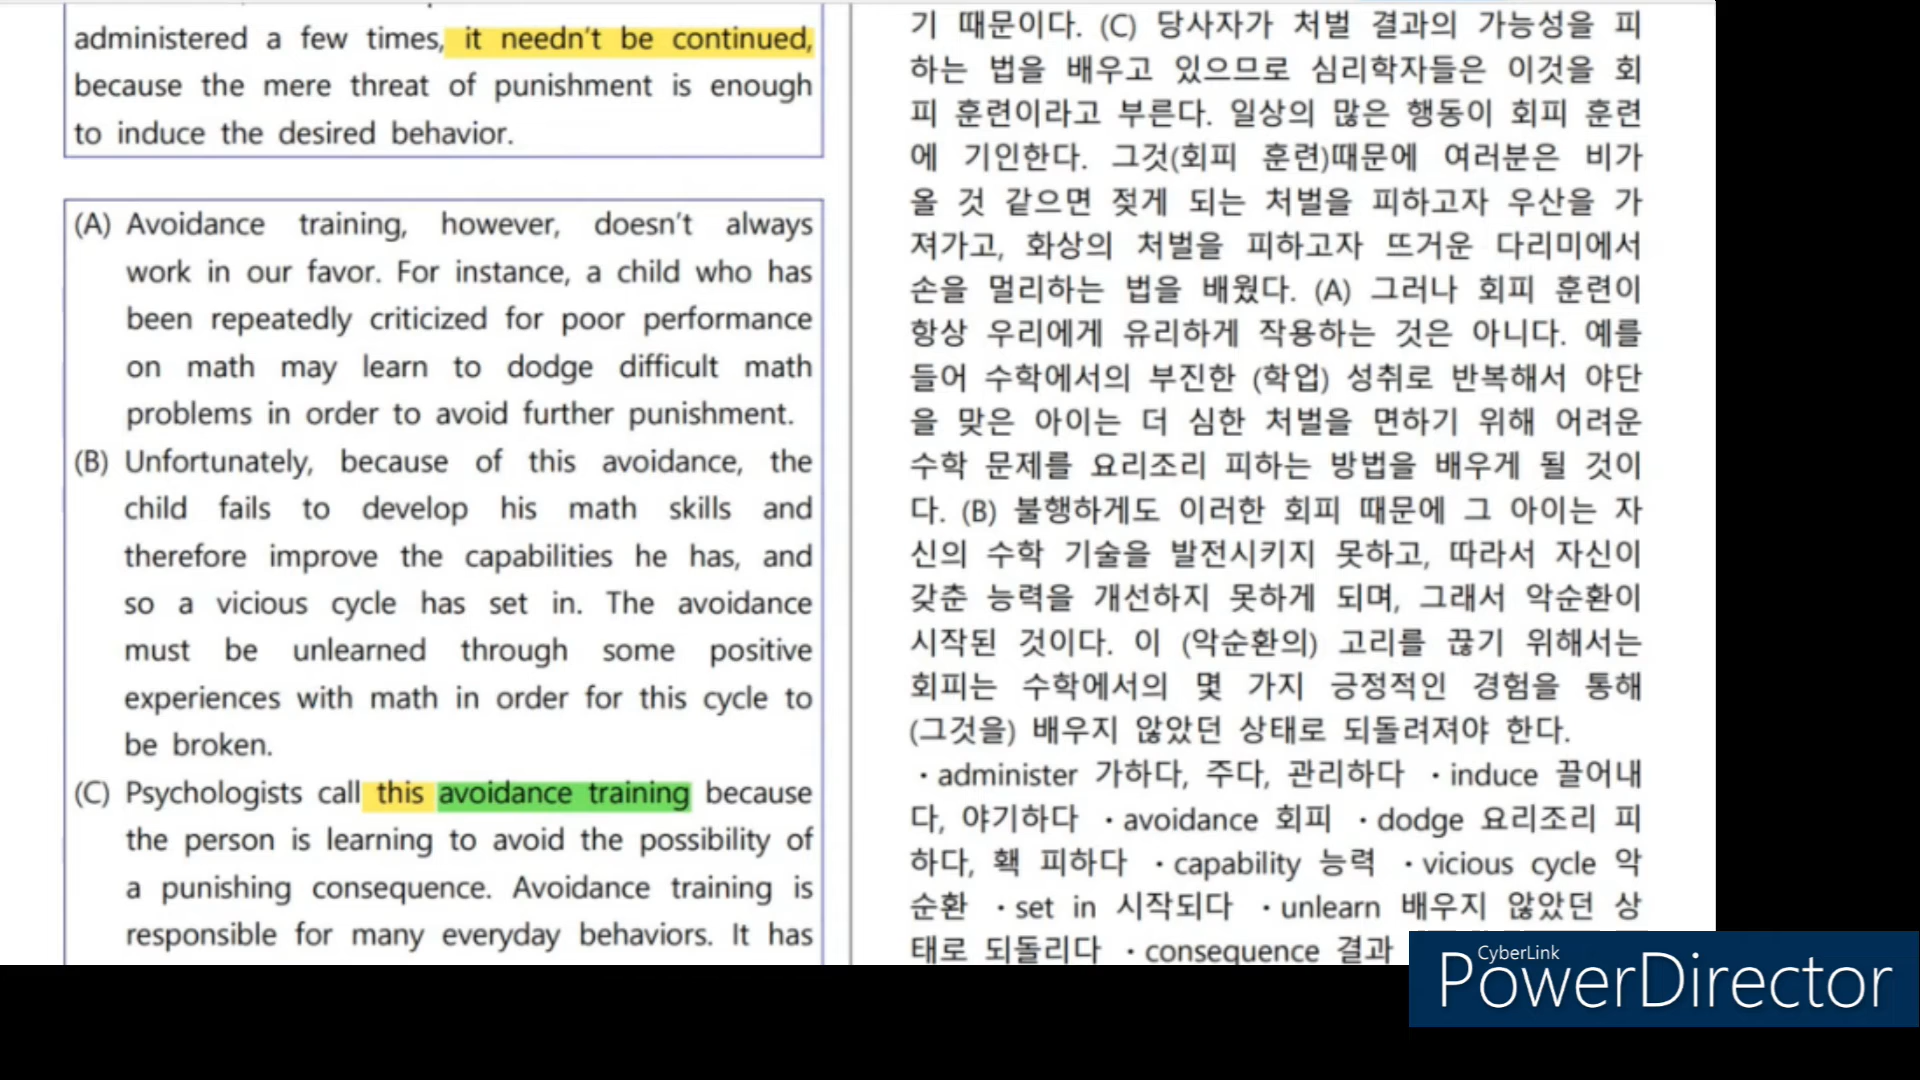 administered a few times, it needn't be continued,
because the mere threat of punishment is enough
to induce the desired behavior.
(A) Avoidance training, however, doesn't always
work in our favor. For instance, a child who has
been repeatedly criticized for poor performance
on math may learn to dodge difficult math
problems in order to avoid further punishment.
(B) Unfortunately, because of this avoidance, the
child fails to develop his math skills and
therefore improve the capabilities he has, and
so a vicious cycle has set in. The avoidance
must be unlearned through some positive
experiences with math in order for this cycle to
be broken.
(C) Psychologists call this avoidance training because
the person is learning to avoid the possibility of
a punishing consequence. Avoidance training is
responsible for many everyday behaviors. It has
기 때문이다. (C) 당사자가 처벌 결과의 가능성을 피
하는 법을 배우고 있으므로 심리학자들은 이것을 회
피 훈련이라고 부른다. 일상의 많은 행동이 회피 훈련
에 기인한다. 그것(회피 훈련)때문에 여러분은 비가
올 것 같으면 젖게 되는 처벌을 피하고자 우산을 가
져가고, 화상의 처벌을 피하고자 뜨거운 다리미에서
손을 멀리하는 법을 배웠다. (A) 그러나 회피 훈련이
항상 우리에게 유리하게 작용하는 것은 아니다. 예를
들어 수학에서의 부진한 (학업) 성취로 반복해서 야단
을 맞은 아이는 더 심한 처벌을 면하기 위해 어려운
수학 문제를 요리조리 피하는 방법을 배우게 될 것이
다. (B) 불행하게도 이러한 회피 때문에 그 아이는 자
신의 수학 기술을 발전시키지 못하고, 따라서 자신이
갖춘 능력을 개선하지 못하게 되며, 그래서 악순환이
시작된 것이다. 이 (악순환의) 고리를 끊기 위해서는
회피는 수학에서의 몇 가지 긍정적인 경험을 통해
(그것을) 배우지 않았던 상태로 되돌려져야 한다.
・administer 가하다, 주다, 관리하다 ・induce 끌어내
다, 야기하다 ・avoidance 회피 ・dodge 요리조리 피
하다, 홱 피하다 ・capability 능력 ・vicious cycle 악
순환 ・set in 시작되다 ・unlearn 배우지 않았던 상
태로 되돌리다 ・consequence 결과
CyberLink
PowerDirector